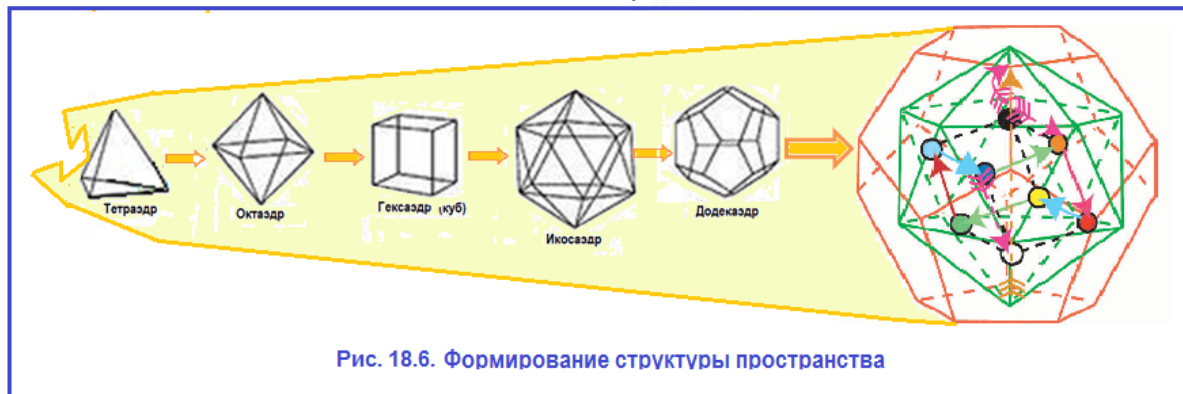 Тетраэдр
Октаэдр
Гексаэдр (куб)
Икосаэдр
Додекаэдр
Рис. 18.6. Формирование структуры пространства